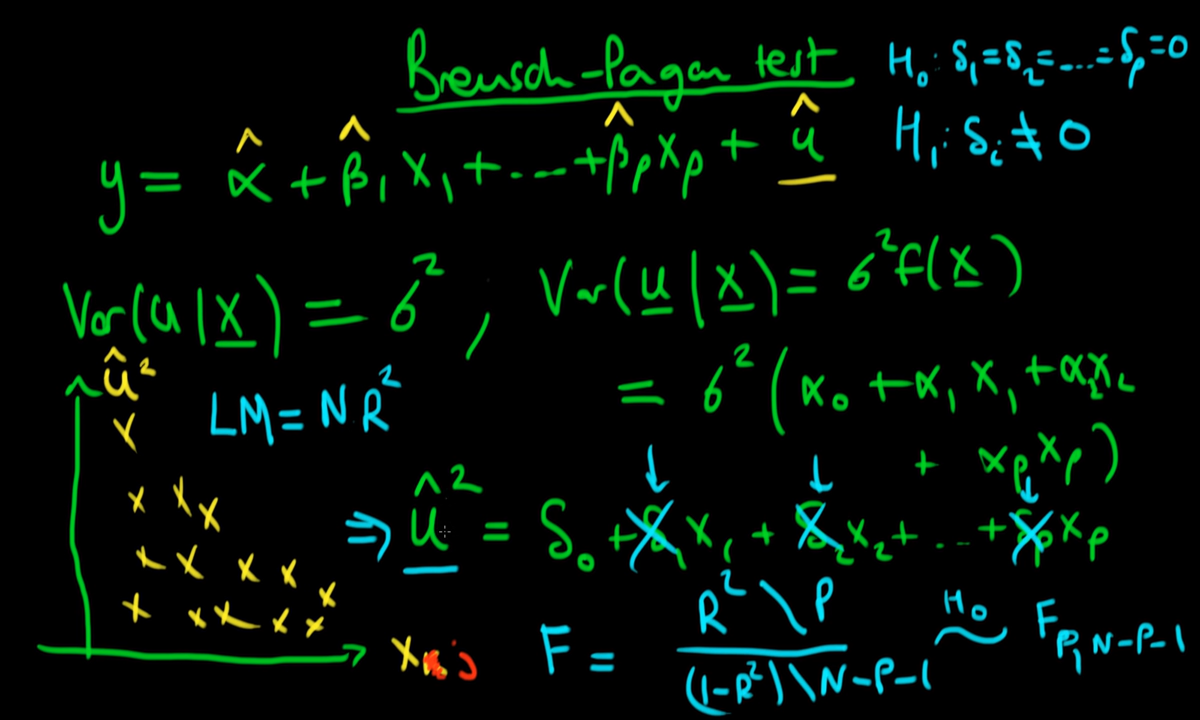 Breusch-Pagan test
H₀: δ₁=δ₂=....=δₚ=0
H₁: δᵢ ≠ 0
y = α̂ + β̂₁x₁ + ... + β̂ₚxₚ + û
Var(u|X) = σ² , Var(u|X) = σ²f(X)
= σ²(α₀ + α₁x₁ + α₂x₂
+ αₚxₚ)
û²
LM = NR²
⇒ û² = δ₀ + δ₁x₁ + δ₂x₂ + ... + δₚxₚ
F = R²\P / (1-R²)\N-P-1 ~ H₀ F P, N-P-1
x